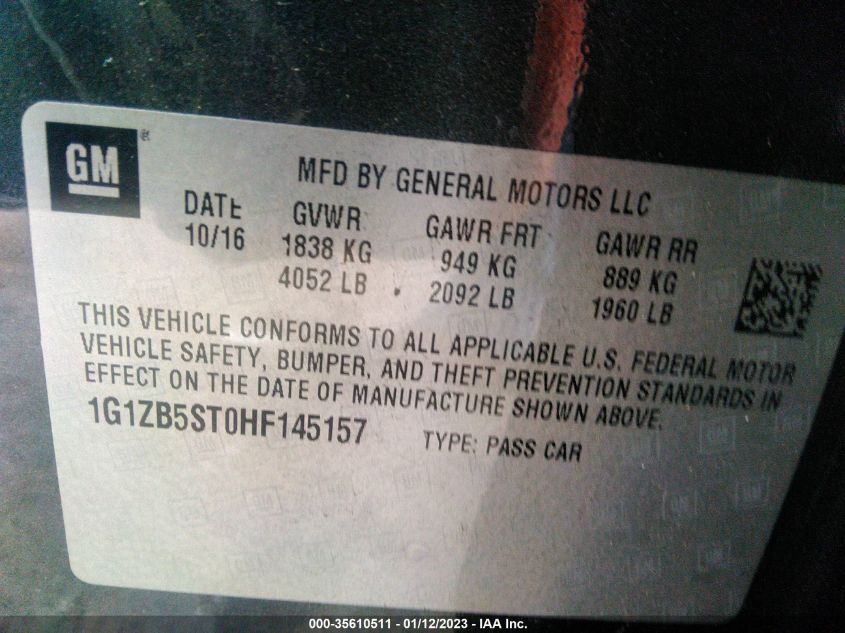 GM ®
MFD BY GENERAL MOTORS LLC
DATE GVWR GAWR FRT GAWR RR
10/16 1838 KG 949 KG 889 KG
4052 LB 2092 LB 1960 LB
THIS VEHICLE CONFORMS TO ALL APPLICABLE U.S. FEDERAL MOTOR
VEHICLE SAFETY, BUMPER, AND THEFT PREVENTION STANDARDS IN
EFFECT ON THE DATE OF MANUFACTURE SHOWN ABOVE.
1G1ZB5ST0HF145157 TYPE: PASS CAR
000-35610511 - 01/12/2023 - IAA Inc.